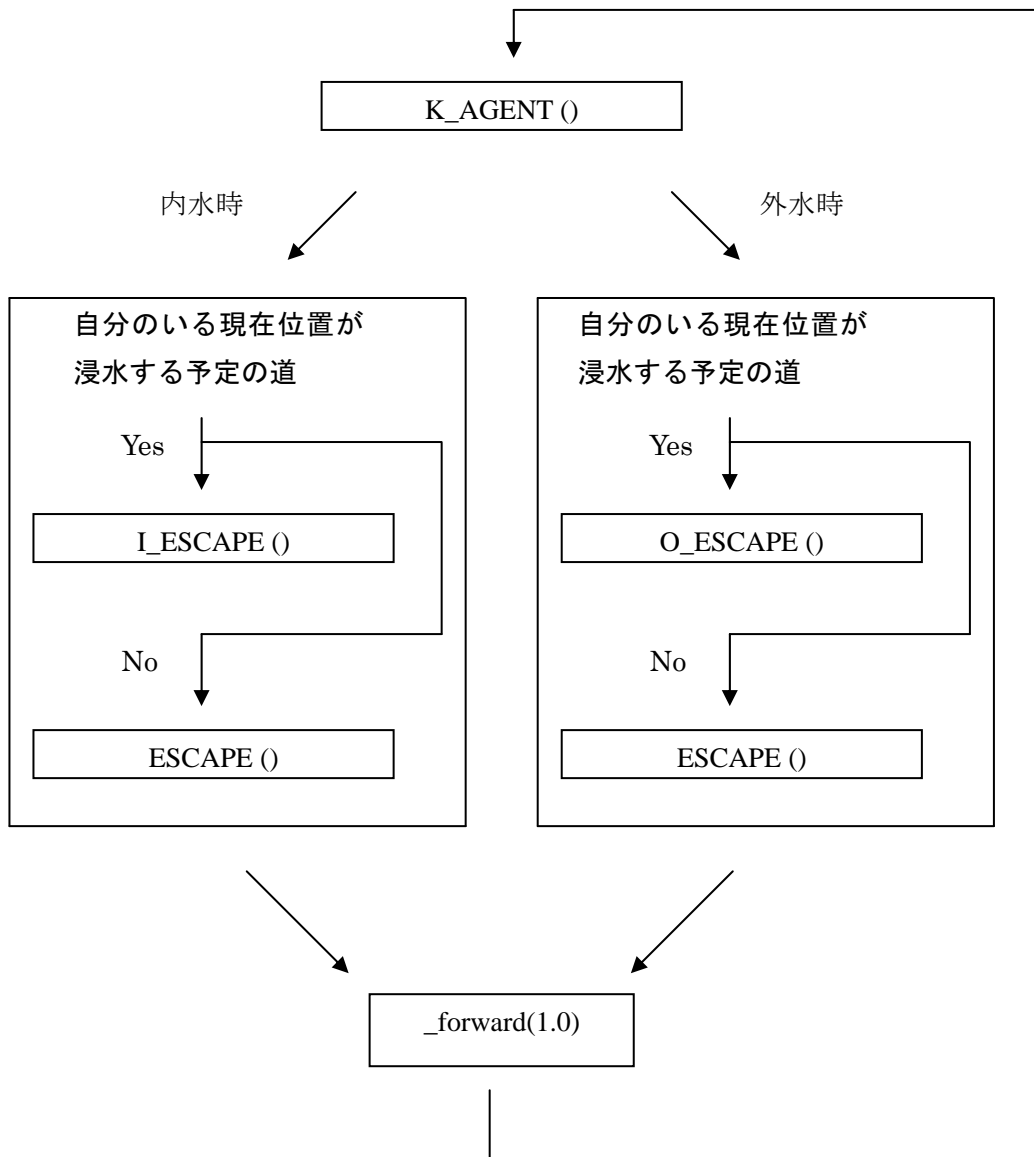 K_AGENT ()
内水時
外水時
自分のいる現在位置が
浸水する予定の道
Yes
I_ESCAPE ()
No
ESCAPE ()
自分のいる現在位置が
浸水する予定の道
Yes
O_ESCAPE ()
No
ESCAPE ()
_forward(1.0)